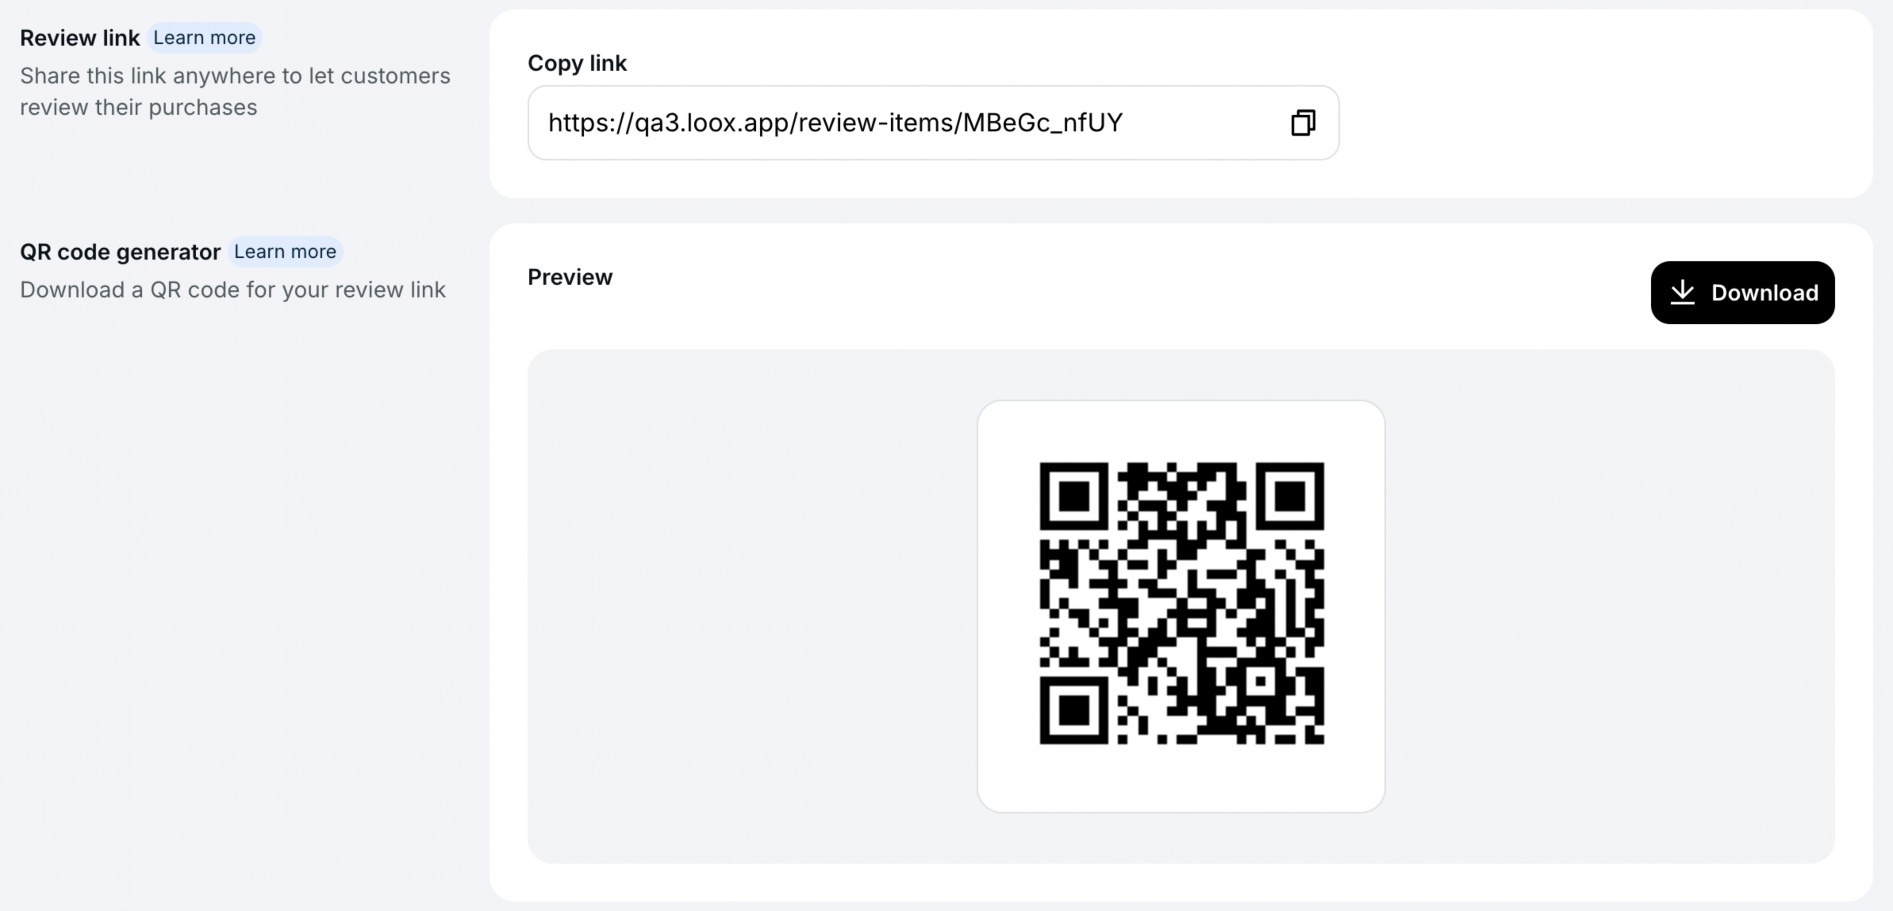 Review link Learn more
Share this link anywhere to let customers
review their purchases
Copy link
https://qa3.loox.app/review-items/MBeGc_nfUY
QR code generator Learn more
Download a QR code for your review link
Preview
Download